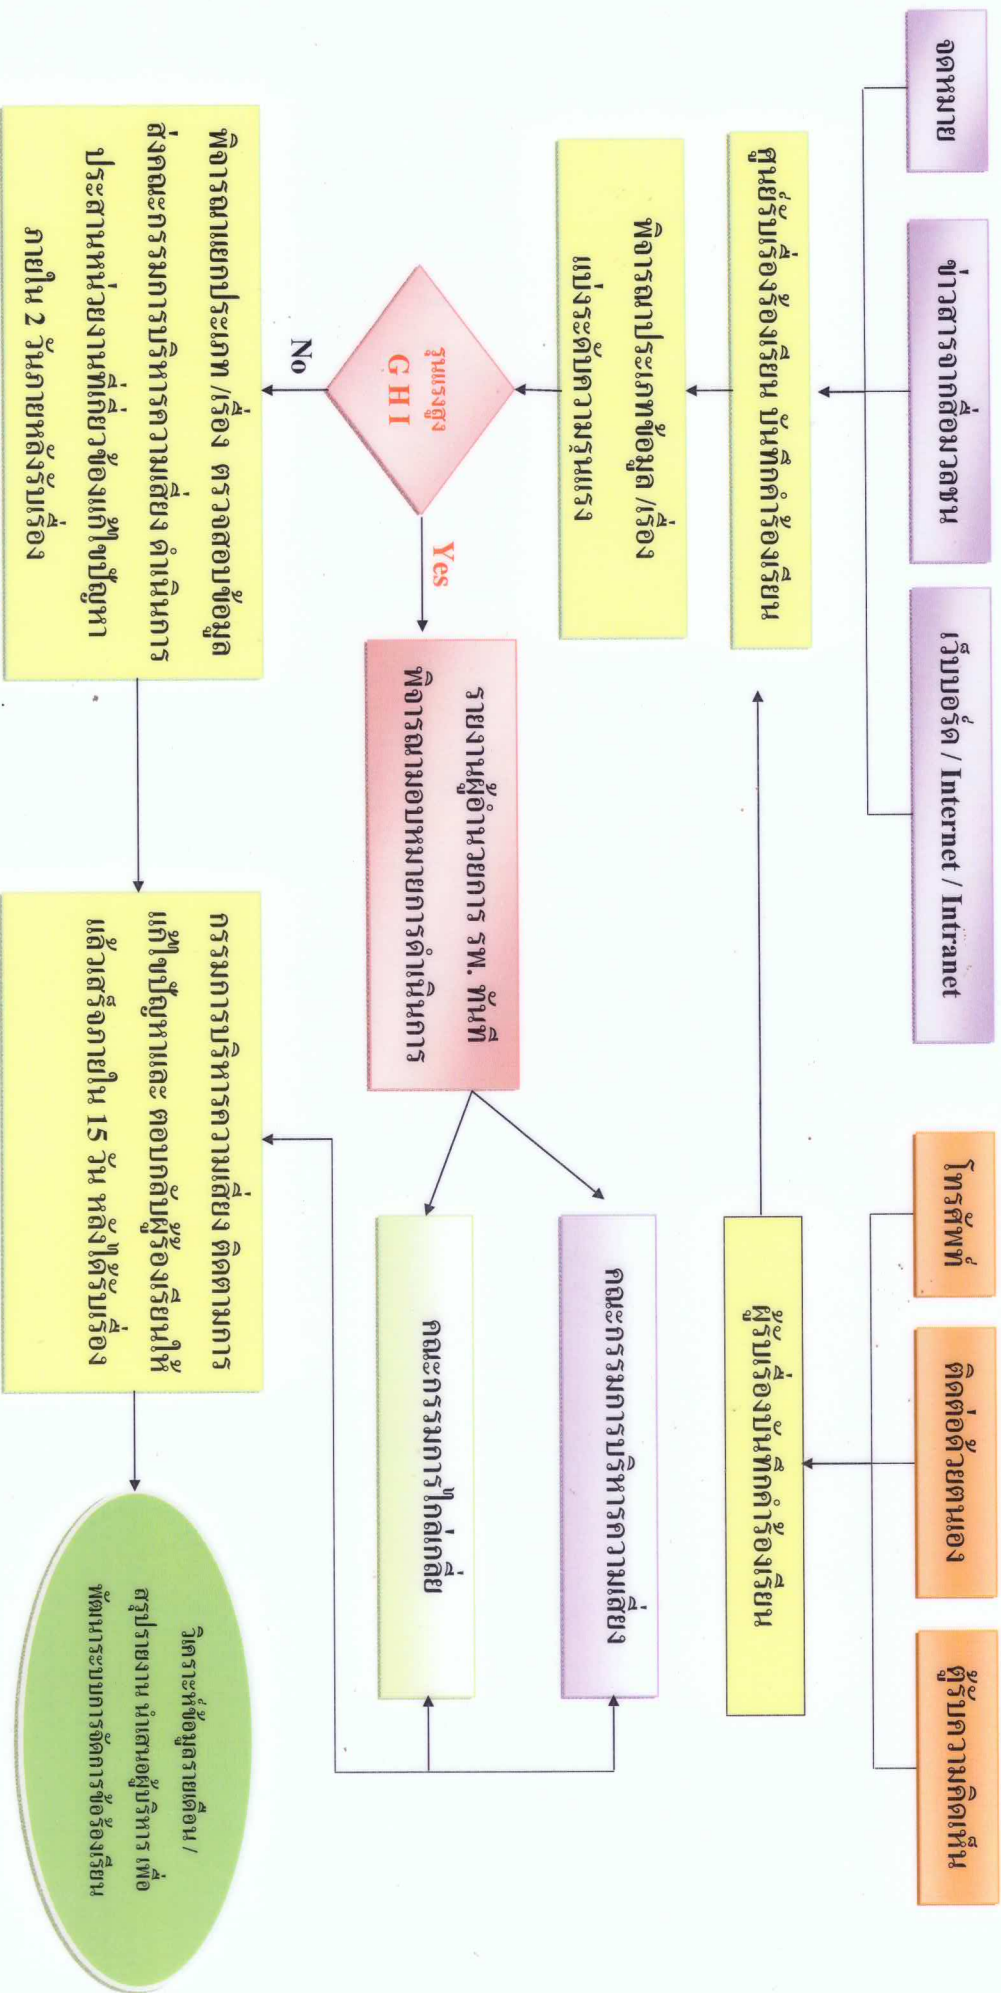 จดหมาย
ข่าวสารจากสื่อมวลชน
เว็บบอร์ด / Internet / Intranet
โทรศัพท์
ติดต่อด้วยตนเอง
ตู้รับความคิดเห็น
ศูนย์รับเรื่องร้องเรียน บันทึกคำร้องเรียน
ผู้รับเรื่องบันทึกคำร้องเรียน
พิจารณาประเภทข้อมูล /เรื่อง
แบ่งระดับความรุนแรง
รุนแรงสูง
G H I
Yes
No
รายงานผู้อำนวยการ รพ. ทันที
พิจารณามอบหมายการดำเนินการ
คณะกรรมการบริหารความเสี่ยง
คณะกรรมการไกล่เกลี่ย
พิจารณาแยกประเภท /เรื่อง ตรวจสอบข้อมูล
ส่งคณะกรรมการบริหารความเสี่ยง ดำเนินการ
ประสานหน่วยงานที่เกี่ยวข้องแก้ไขปัญหา
ภายใน 2 วันภายหลังรับเรื่อง
กรรมการบริหารความเสี่ยง ติดตามการ
แก้ไขปัญหาและ ตอบกลับผู้ร้องเรียนให้
แล้วเสร็จภายใน 15 วัน หลังได้รับเรื่อง
วิเคราะห์ข้อมูลรายเดือน /
สรุปรายงาน นำเสนอผู้บริหาร เพื่อ
พัฒนาระบบการจัดการข้อร้องเรียน